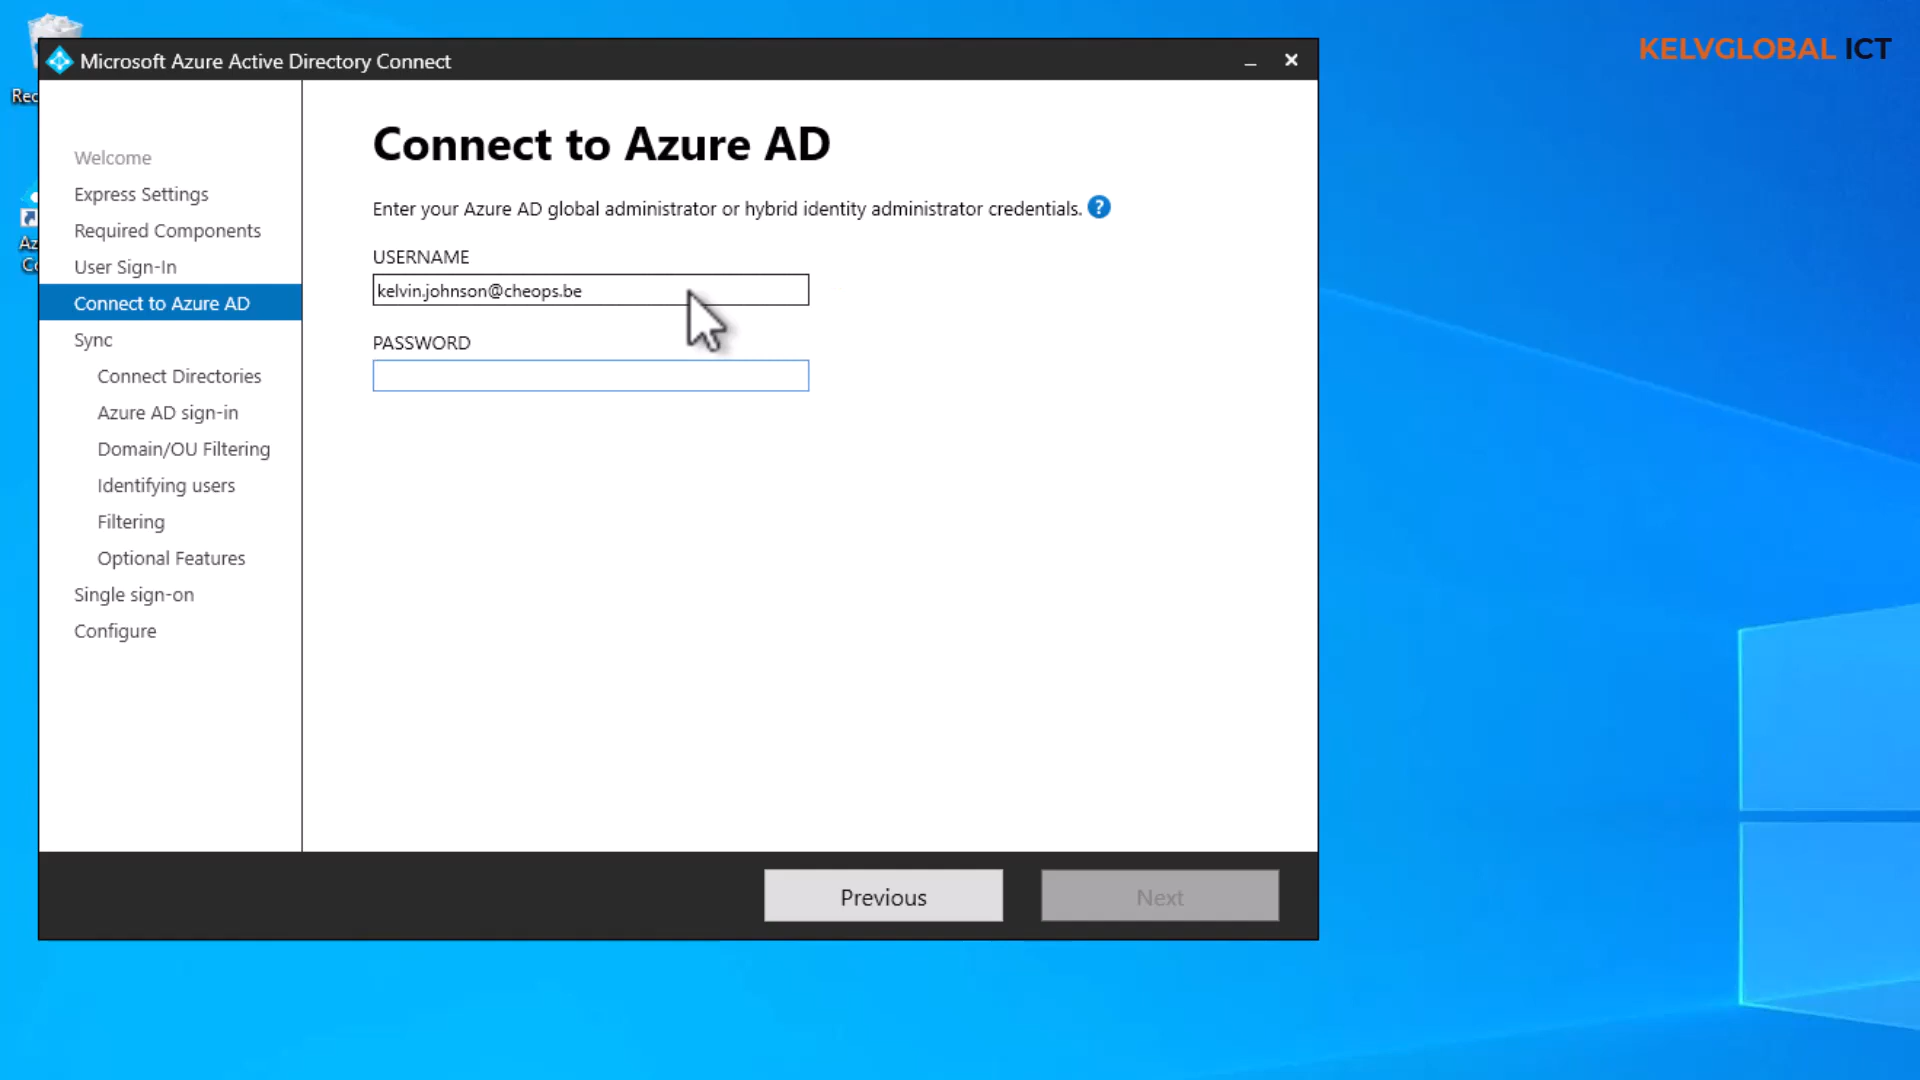 KELVGLOBAL ICT
Rec
Az
Co
Microsoft Azure Active Directory Connect
Welcome
Express Settings
Required Components
User Sign-In
Connect to Azure AD
Sync
Connect Directories
Azure AD sign-in
Domain/OU Filtering
Identifying users
Filtering
Optional Features
Single sign-on
Configure
Connect to Azure AD
Enter your Azure AD global administrator or hybrid identity administrator credentials. ?
USERNAME
kelvin.johnson@cheops.be
PASSWORD
Previous
Next